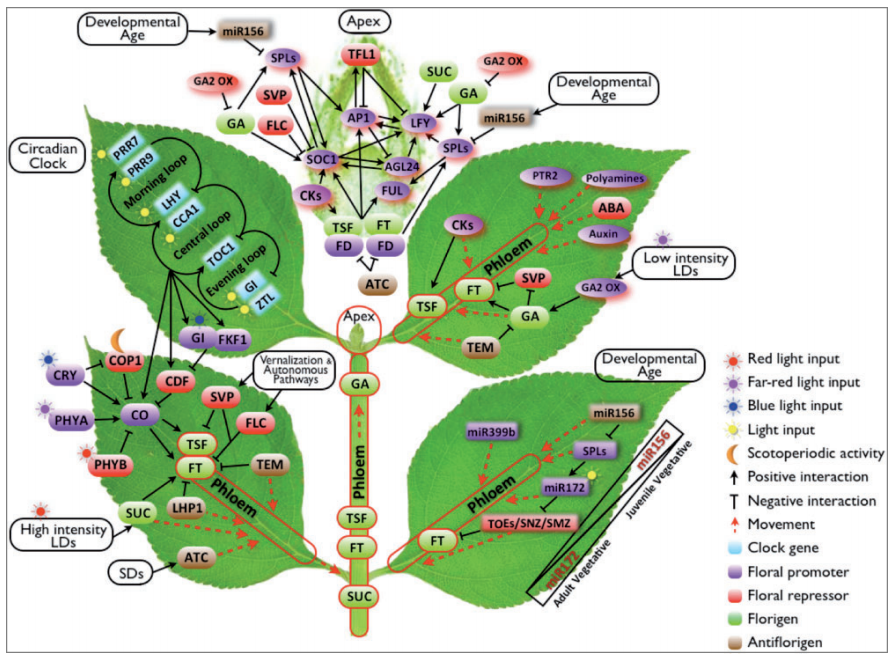 Developmental
Age
miR156
SPLs
GA2 OX
SVP
GA
FLC
SOC1
CKs
Apex
TFL1
AP1
LFY
AGL24
FUL
SUC
GA
GA2 OX
Developmental
Age
miR156
SPLs
TSF
FT
FD
FD
ATC
Circadian
Clock
PRR7
PRR9
Morning loop
LHY
CCA1
Central loop
TOC1
Evening loop
GI
ZTL
GI
FKF1
PTR2
Polyamines
ABA
Auxin
CKs
Phloem
Low intensity
LDs
SVP
FT
GA2 OX
TSF
GA
TEM
Apex
GA
Phloem
TSF
FT
SUC
COP1
CRY
CDF
Vernalization &
Autonomous
Pathways
SVP
PHYA
CO
FLC
TSF
PHYB
FT
TEM
Phloem
SUC
LHP1
High intensity
LDs
ATC
SDs
Developmental
Age
miR156
miR399b
SPLs
miR156
Phloem
miR172
Juvenile Vegetative
TOEs/SNZ/SMZ
FT
miR172
Adult Vegetative
Red light input
Far-red light input
Blue light input
Light input
Scotoperiodic activity
Positive interaction
Negative interaction
Movement
Clock gene
Floral promoter
Floral repressor
Florigen
Antiflorigen